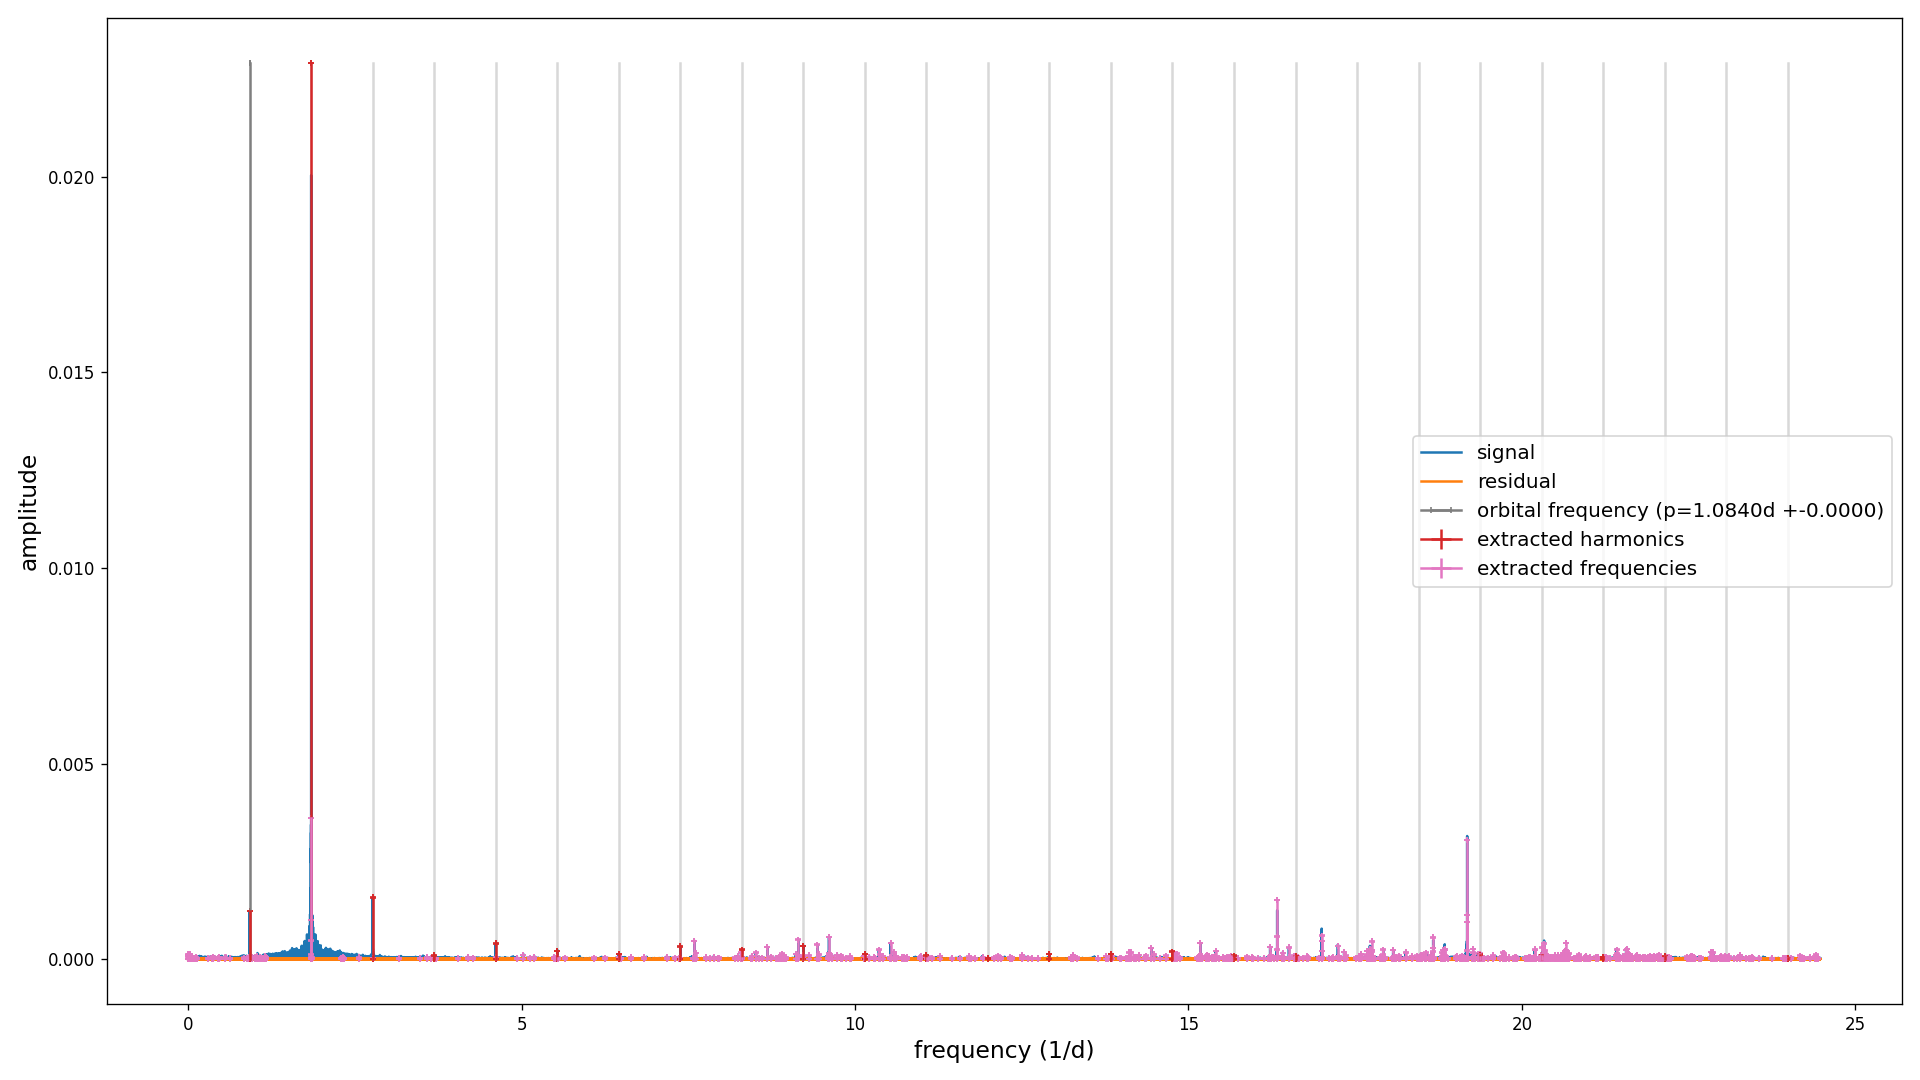 0.020
0.015
0.010
0.005
0.000
amplitude
0
5
10
15
20
25
frequency (1/d)
signal
residual
orbital frequency (p=1.0840d +-0.0000)
extracted harmonics
extracted frequencies